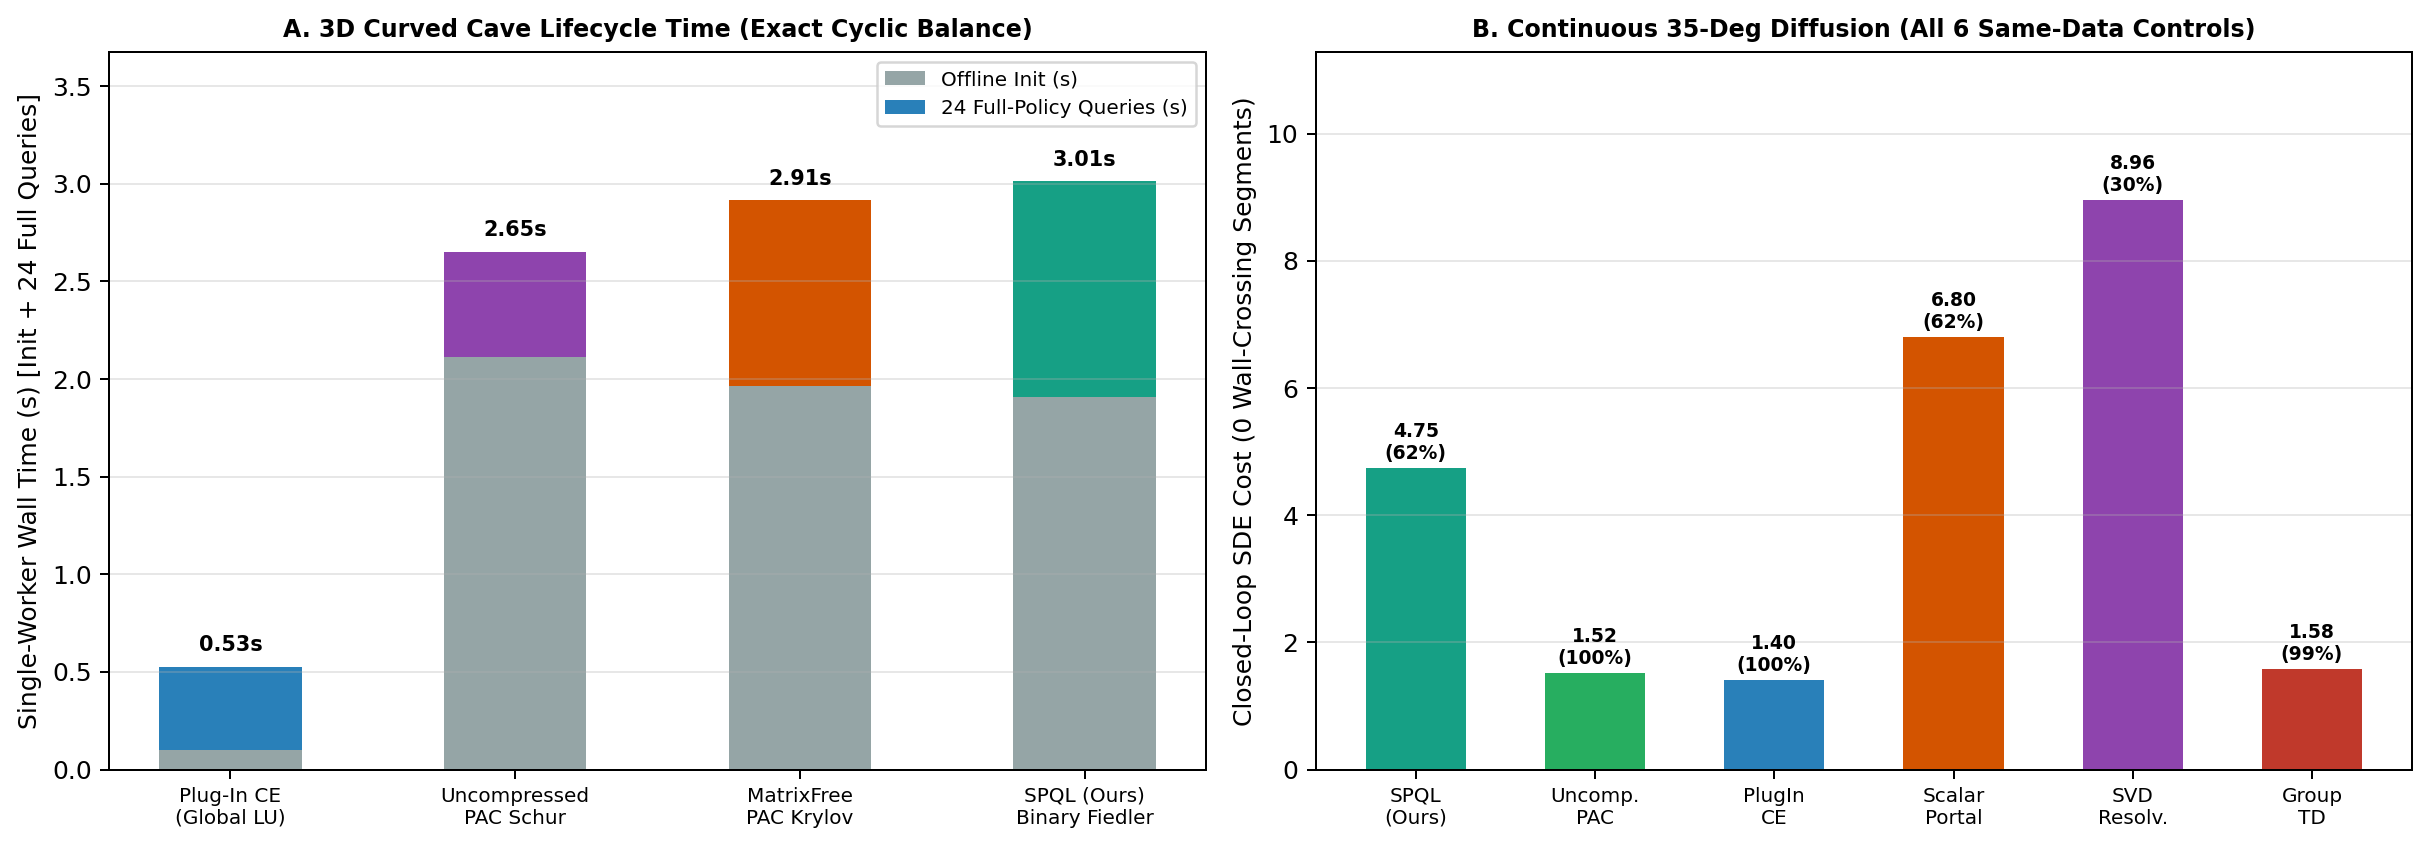 A. 3D Curved Cave Lifecycle Time (Exact Cyclic Balance)
Single-Worker Wall Time (s) [Init + 24 Full Queries]
3.5
3.0
2.5
2.0
1.5
1.0
0.5
0.0
Offline Init (s)
24 Full-Policy Queries (s)
0.53s
2.65s
2.91s
3.01s
Plug-In CE
(Global LU)
Uncompressed
PAC Schur
MatrixFree
PAC Krylov
SPQL (Ours)
Binary Fiedler
B. Continuous 35-Deg Diffusion (All 6 Same-Data Controls)
Closed-Loop SDE Cost (0 Wall-Crossing Segments)
10
8
6
4
2
0
4.75
(62%)
1.52
(100%)
1.40
(100%)
6.80
(62%)
8.96
(30%)
1.58
(99%)
SPQL
(Ours)
Uncomp.
PAC
PlugIn
CE
Scalar
Portal
SVD
Resolv.
Group
TD